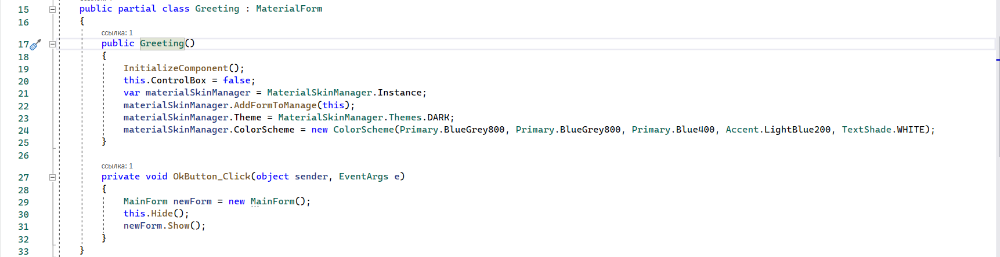 15 public partial class Greeting : MaterialForm
16 {
ссылка: 1
17 public Greeting()
18 {
19 InitializeComponent();
20 this.ControlBox = false;
21 var materialSkinManager = MaterialSkinManager.Instance;
22 materialSkinManager.AddFormToManage(this);
23 materialSkinManager.Theme = MaterialSkinManager.Themes.DARK;
24 materialSkinManager.ColorScheme = new ColorScheme(Primary.BlueGrey800, Primary.BlueGrey800, Primary.Blue400, Accent.LightBlue200, TextShade.WHITE);
25 }
26
ссылка: 1
27 private void OkButton_Click(object sender, EventArgs e)
28 {
29 MainForm newForm = new MainForm();
30 this.Hide();
31 newForm.Show();
32 }
33 }